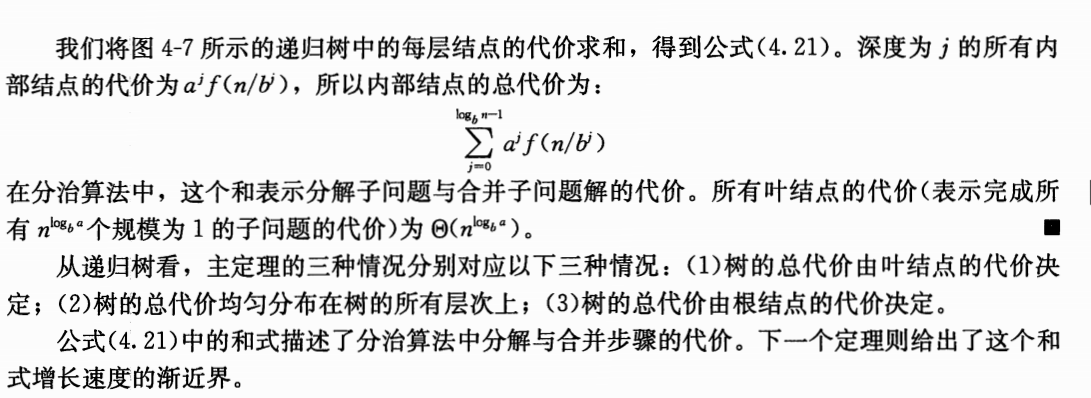 我们将图 4-7 所示的递归树中的每层结点的代价求和，得到公式(4.21)。深度为 j 的所有内
部结点的代价为 a^j f(n/b^j)，所以内部结点的总代价为：
\sum_{j=0}^{\log_b n-1} a^j f(n/b^j)
在分治算法中，这个和表示分解子问题与合并子问题解的代价。所有叶结点的代价(表示完成所
有 n^{\log_b a} 个规模为 1 的子问题的代价)为 Θ(n^{\log_b a})。 ■
从递归树看，主定理的三种情况分别对应以下三种情况：(1)树的总代价由叶结点的代价决
定；(2)树的总代价均匀分布在树的所有层次上；(3)树的总代价由根结点的代价决定。
公式(4.21)中的和式描述了分治算法中分解与合并步骤的代价。下一个定理则给出了这个和
式增长速度的渐近界。